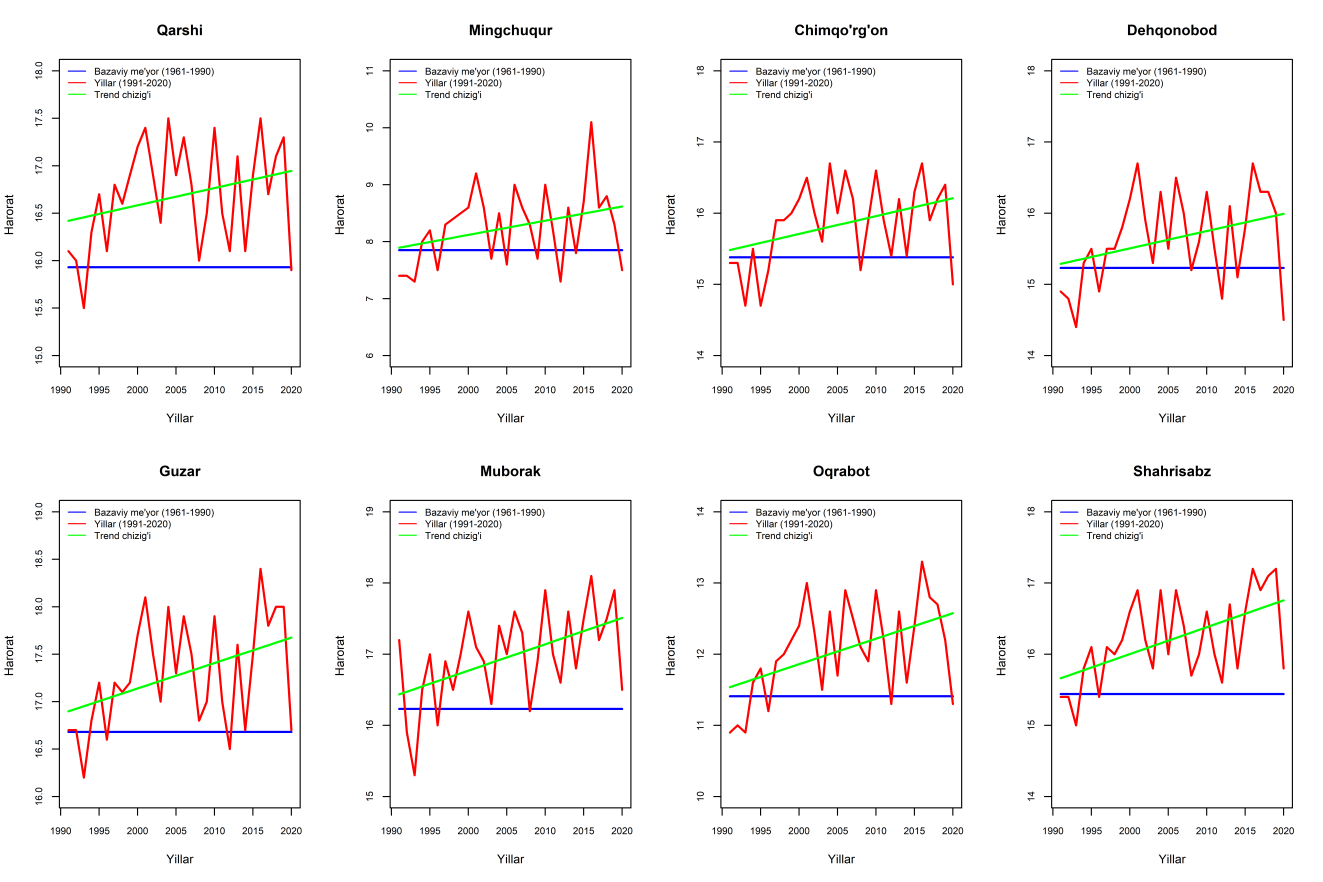 Qarshi
Bazaviy me'yor (1961-1990)
Yillar (1991-2020)
Trend chizig'i
18.0
17.5
17.0
16.5
16.0
15.5
15.0
Harorat
1990 1995 2000 2005 2010 2015 2020
Yillar
Mingchuqur
Bazaviy me'yor (1961-1990)
Yillar (1991-2020)
Trend chizig'i
11
10
9
8
7
6
Harorat
1990 1995 2000 2005 2010 2015 2020
Yillar
Chimqo'rg'on
Bazaviy me'yor (1961-1990)
Yillar (1991-2020)
Trend chizig'i
18
17
16
15
14
Harorat
1990 1995 2000 2005 2010 2015 2020
Yillar
Dehqonobod
Bazaviy me'yor (1961-1990)
Yillar (1991-2020)
Trend chizig'i
18
17
16
15
14
Harorat
1990 1995 2000 2005 2010 2015 2020
Yillar
Guzar
Bazaviy me'yor (1961-1990)
Yillar (1991-2020)
Trend chizig'i
19.0
18.5
18.0
17.5
17.0
16.5
16.0
Harorat
1990 1995 2000 2005 2010 2015 2020
Yillar
Muborak
Bazaviy me'yor (1961-1990)
Yillar (1991-2020)
Trend chizig'i
19
18
17
16
15
Harorat
1990 1995 2000 2005 2010 2015 2020
Yillar
Oqrabot
Bazaviy me'yor (1961-1990)
Yillar (1991-2020)
Trend chizig'i
14
13
12
11
10
Harorat
1990 1995 2000 2005 2010 2015 2020
Yillar
Shahrisabz
Bazaviy me'yor (1961-1990)
Yillar (1991-2020)
Trend chizig'i
18
17
16
15
14
Harorat
1990 1995 2000 2005 2010 2015 2020
Yillar